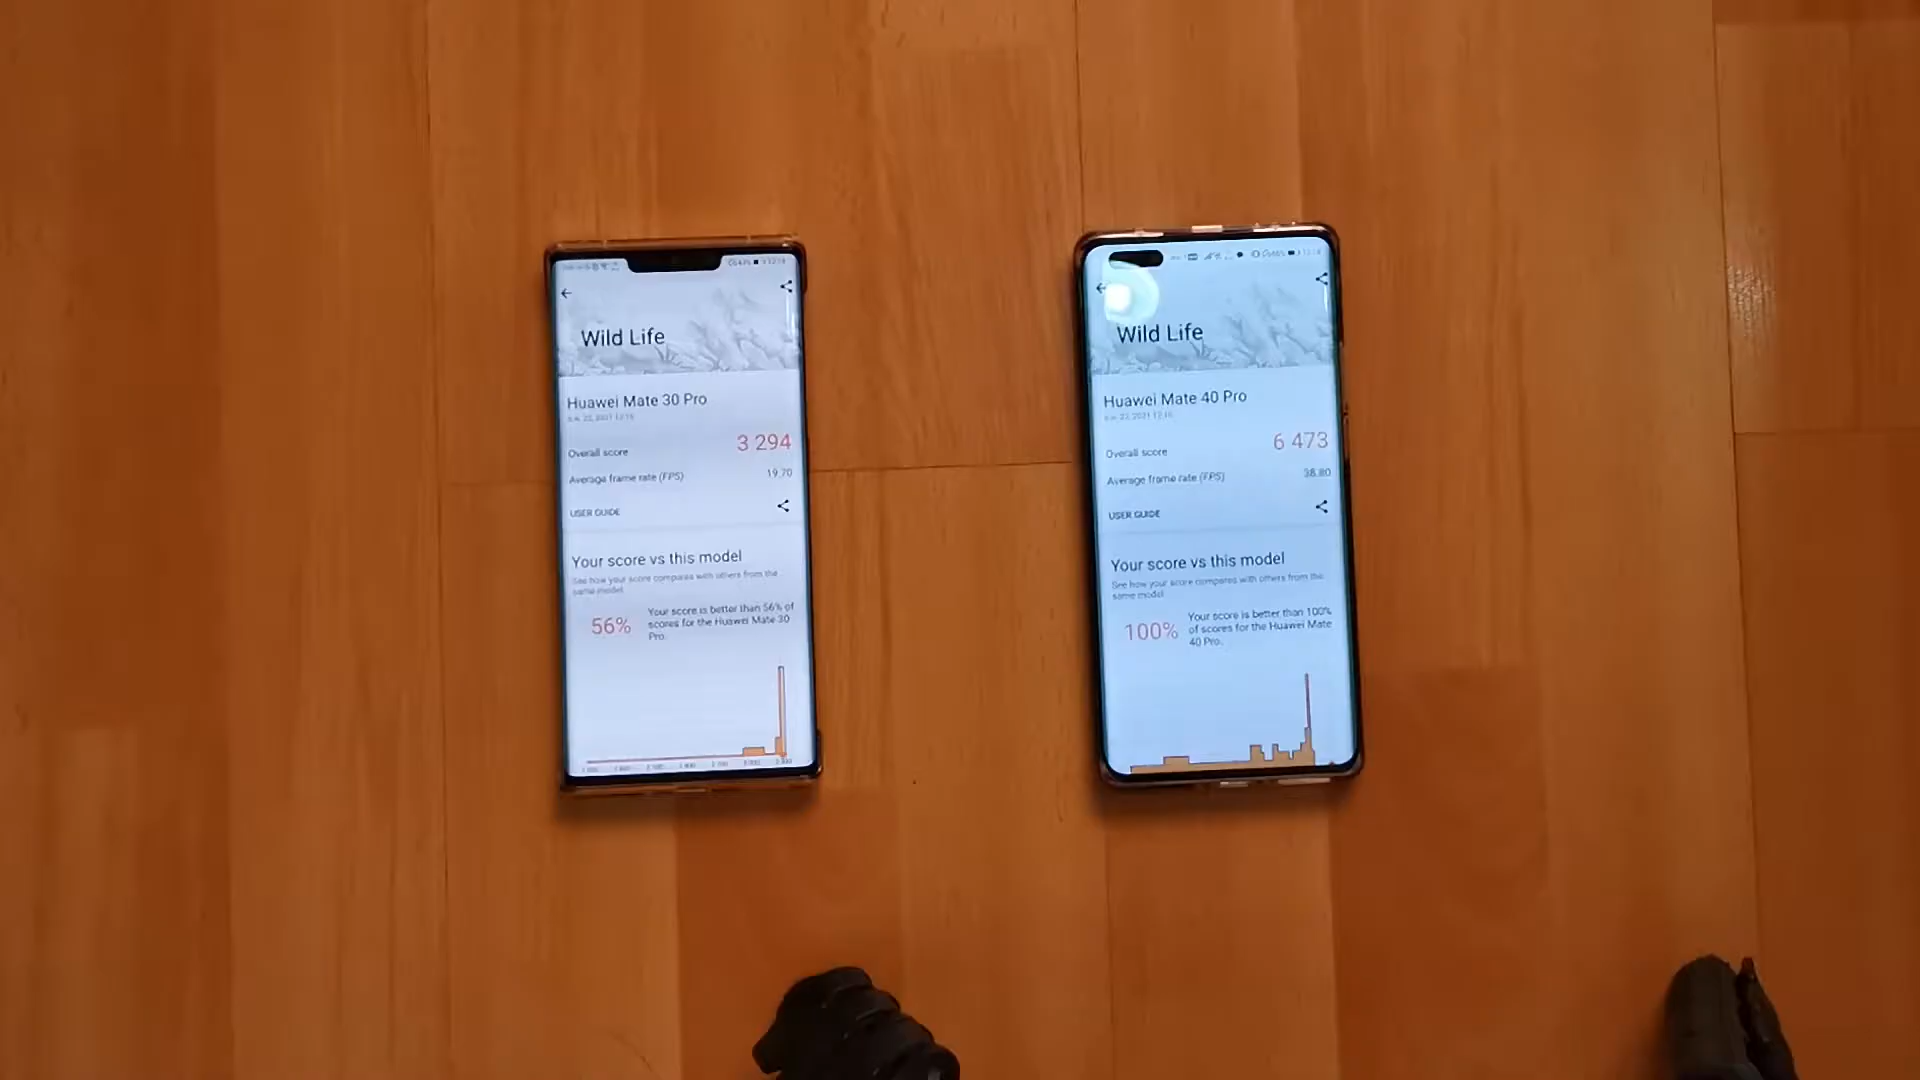 Wild Life
Huawei Mate 30 Pro
Overall score
3 294
Average frame rate (FPS)
19.70
USER GUIDE
Your score vs this model
See how your score compares with others from the
same model
56%
Your score is better than 56% of
scores for the Huawei Mate 30
Pro.
Wild Life
Huawei Mate 40 Pro
Overall score
6 473
Average frame rate (FPS)
38.80
USER GUIDE
Your score vs this model
See how your score compares with others from the
same model
100%
Your score is better than 100%
of scores for the Huawei Mate
40 Pro.